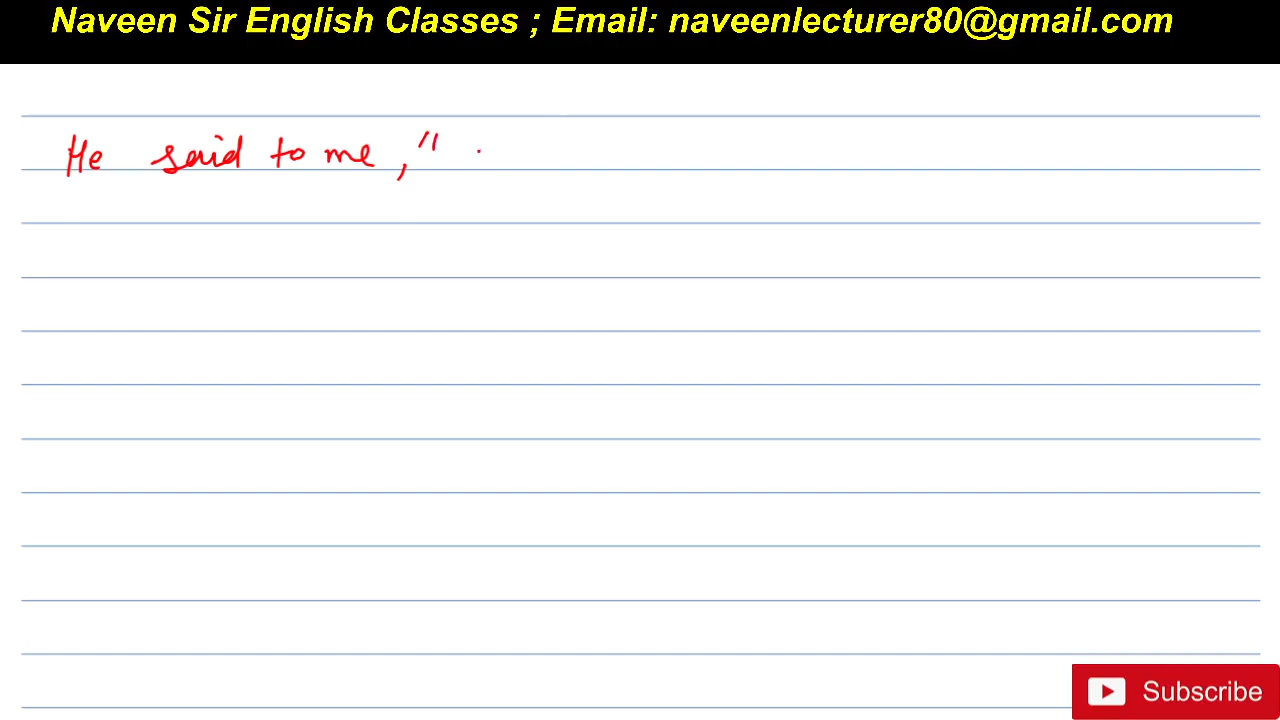 Naveen Sir English Classes ; Email: naveenlecturer80@gmail.com
He said to me ,"
Subscribe